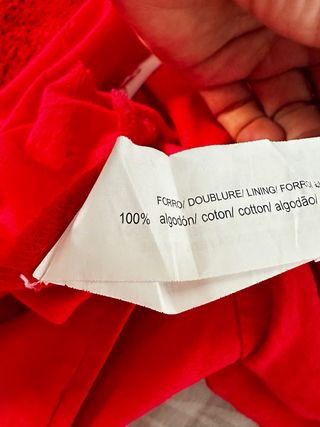 FORRO/ DOUBLURE/ LINING/ FORRO/
100% algodón/ coton/ cotton/ algodão/